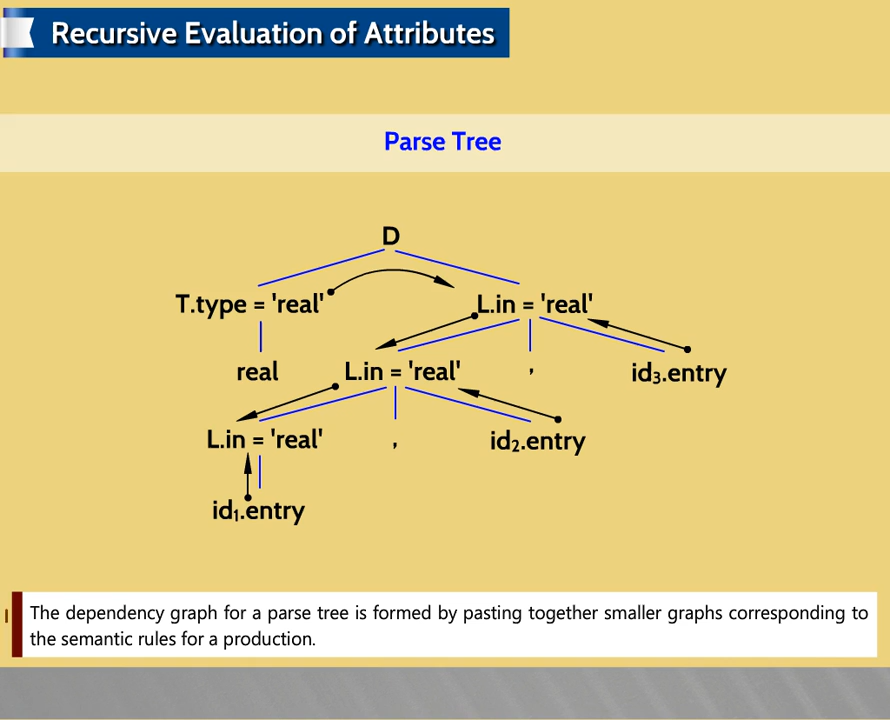 Recursive Evaluation of Attributes
Parse Tree
D
T.type = 'real' L.in = 'real'
real L.in = 'real' , id₃.entry
L.in = 'real' , id₂.entry
id₁.entry
The dependency graph for a parse tree is formed by pasting together smaller graphs corresponding to
the semantic rules for a production.